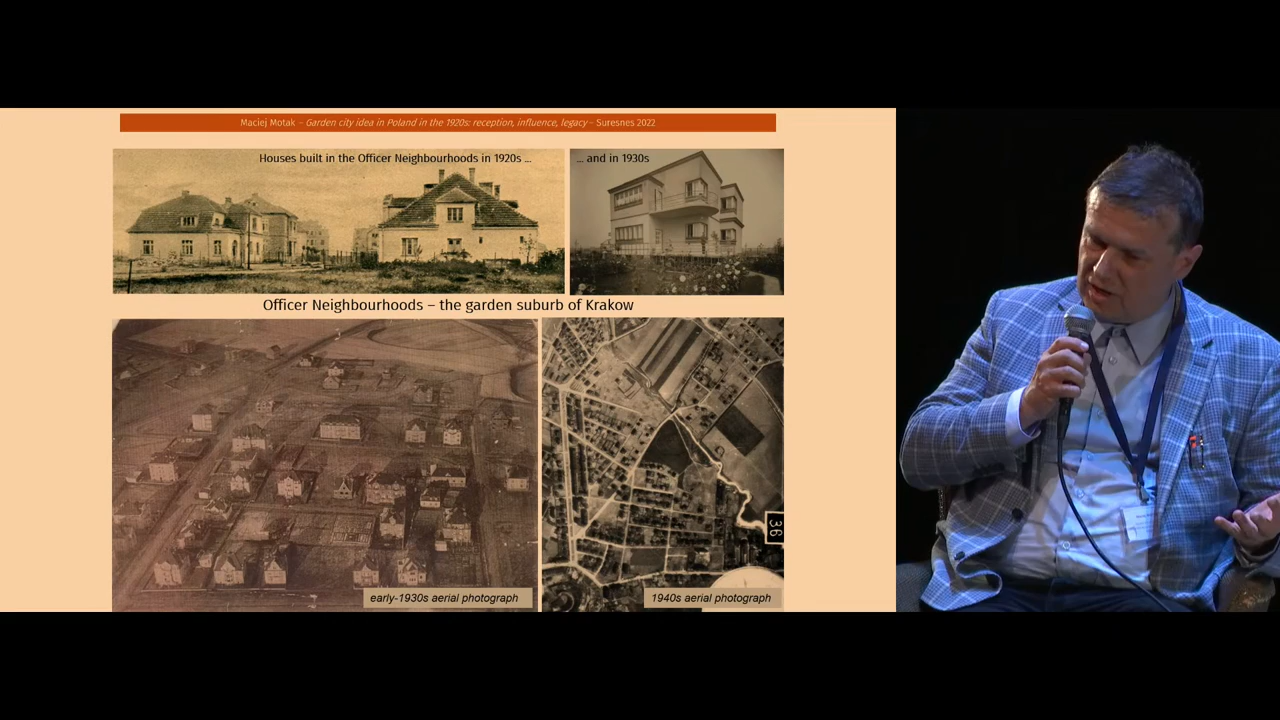 Maciej Motak – Garden city idea in Poland in the 1920s: reception, influence, legacy – Suresnes 2022
Houses built in the Officer Neighbourhoods in 1920s ...
... and in 1930s
Officer Neighbourhoods – the garden suburb of Krakow
36
early-1930s aerial photograph
1940s aerial photograph